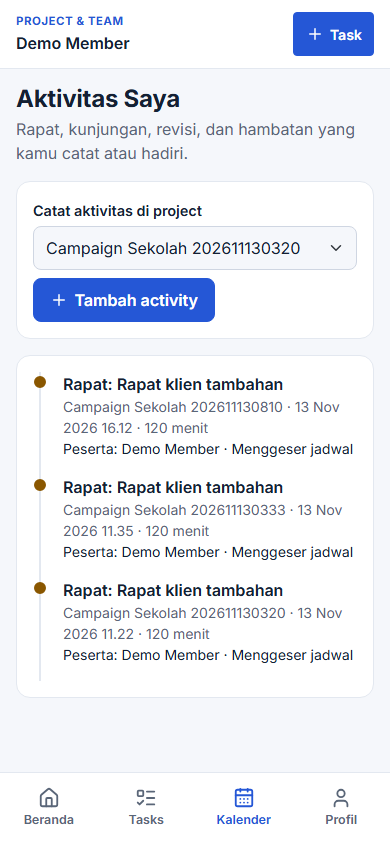 PROJECT & TEAM
Demo Member
+ Task
Aktivitas Saya
Rapat, kunjungan, revisi, dan hambatan yang
kamu catat atau hadiri.
Catat aktivitas di project
Campaign Sekolah 202611130320
+ Tambah activity
Rapat: Rapat klien tambahan
Campaign Sekolah 202611130810 · 13 Nov
2026 16.12 · 120 menit
Peserta: Demo Member · Menggeser jadwal
Rapat: Rapat klien tambahan
Campaign Sekolah 202611130333 · 13 Nov
2026 11.35 · 120 menit
Peserta: Demo Member · Menggeser jadwal
Rapat: Rapat klien tambahan
Campaign Sekolah 202611130320 · 13 Nov
2026 11.22 · 120 menit
Peserta: Demo Member · Menggeser jadwal
Beranda
Tasks
Kalender
Profil